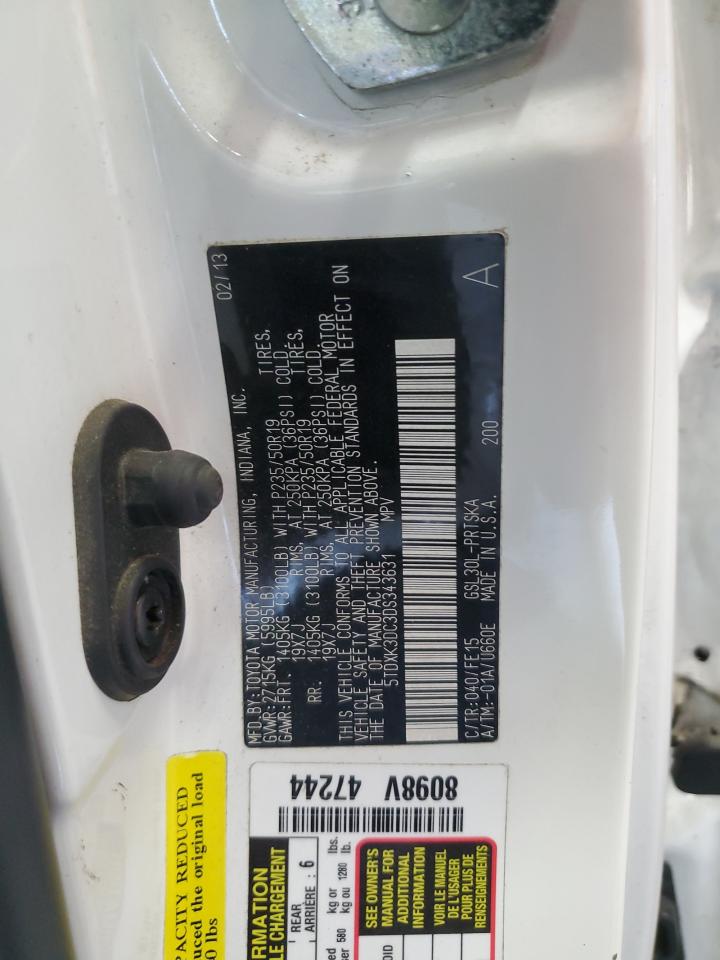 MFD BY:TOYOTA MOTOR MANUFACTURING, INDIANA, INC. 02/13
GVWR:2715KG (5995LB)
GAWR:FRT. 1405KG (3100LB) WITH P235/50R19 TIRES,
19X7J RIMS, AT 250KPA (36PSI) COLD.
RR. 1405KG (3100LB) WITH P235/50R19 TIRES,
19X7J RIMS, AT 250KPA (36PSI) COLD.
THIS VEHICLE CONFORMS TO ALL APPLICABLE FEDERAL MOTOR
VEHICLE SAFETY AND THEFT PREVENTION STANDARDS IN EFFECT ON
THE DATE OF MANUFACTURE SHOWN ABOVE.
5TDXK3DC3DS343631 MPV
C/TR:040/FE15 GSL30L-PRTSKA 200
A/TM:-01A/U660E MADE IN U.S.A. A
8098V 47244
PACITY REDUCED
duced the original load
0 lbs
RMATION
LE CHARGEMENT
REAR
ARRIÈRE : 6
580 kg or lbs.
kg ou 1280 lb.
SEE OWNER'S
MANUAL FOR
ADDITIONAL
INFORMATION
VOIR LE MANUEL
DE L'USAGER
POUR PLUS DE
RENSEIGNEMENTS